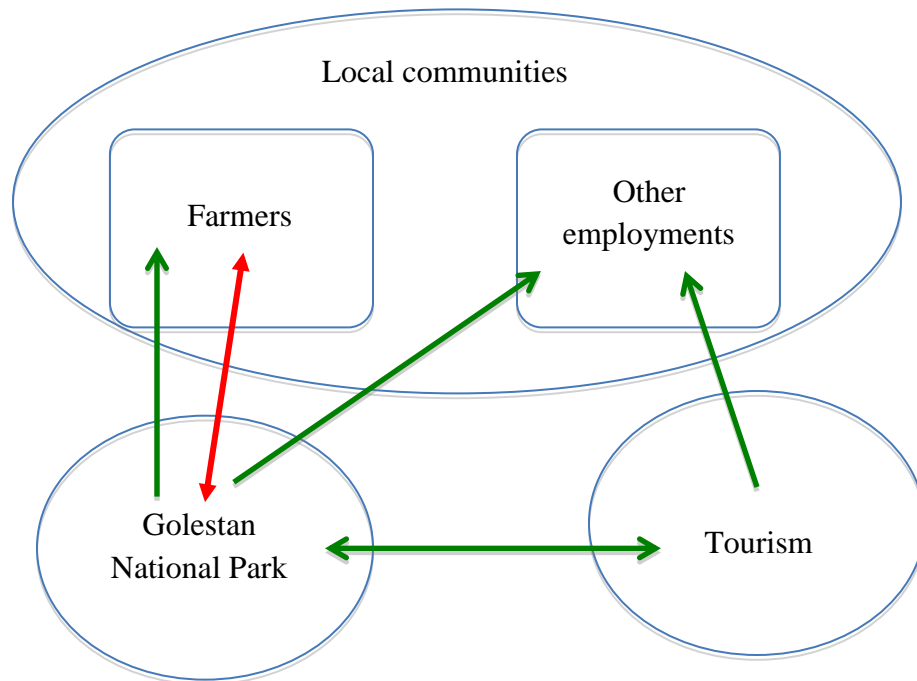 Local communities
Farmers
Other
employments
Golestan
National Park
Tourism